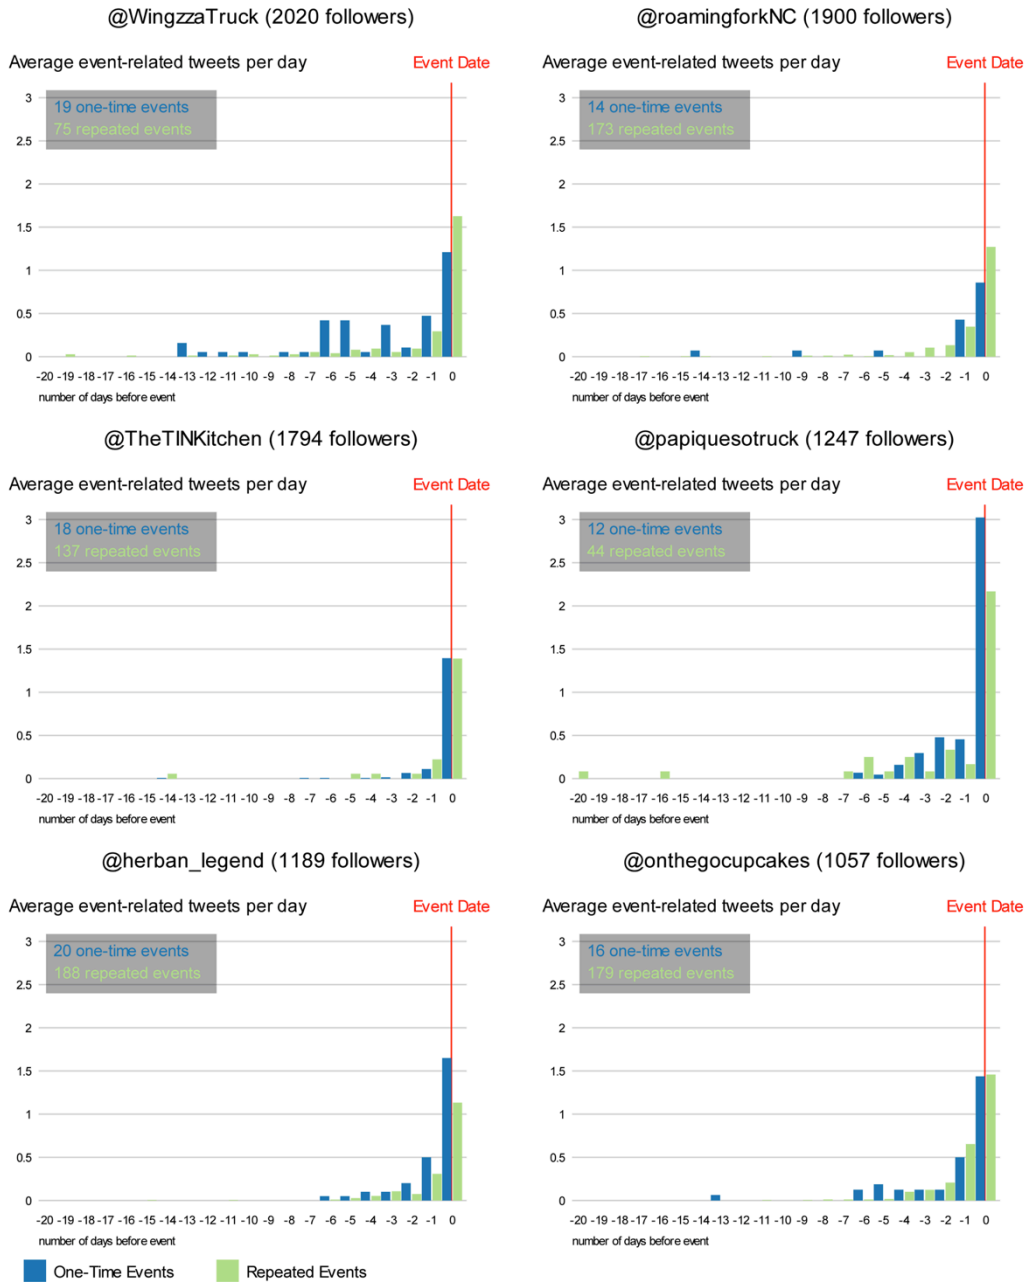 @WingzzaTruck (2020 followers)
Average event-related tweets per day
Event Date
3
19 one-time events
75 repeated events
2.5
2
1.5
1
0.5
0
-20 -19 -18 -17 -16 -15 -14 -13 -12 -11 -10 -9 -8 -7 -6 -5 -4 -3 -2 -1 0
number of days before event
@roamingforkNC (1900 followers)
Average event-related tweets per day
Event Date
3
14 one-time events
173 repeated events
2.5
2
1.5
1
0.5
0
-20 -19 -18 -17 -16 -15 -14 -13 -12 -11 -10 -9 -8 -7 -6 -5 -4 -3 -2 -1 0
number of days before event
@TheTINKitchen (1794 followers)
Average event-related tweets per day
Event Date
3
18 one-time events
137 repeated events
2.5
2
1.5
1
0.5
0
-20 -19 -18 -17 -16 -15 -14 -13 -12 -11 -10 -9 -8 -7 -6 -5 -4 -3 -2 -1 0
number of days before event
@papiquesotruck (1247 followers)
Average event-related tweets per day
Event Date
3
12 one-time events
44 repeated events
2.5
2
1.5
1
0.5
0
-20 -19 -18 -17 -16 -15 -14 -13 -12 -11 -10 -9 -8 -7 -6 -5 -4 -3 -2 -1 0
number of days before event
@herban_legend (1189 followers)
Average event-related tweets per day
Event Date
3
20 one-time events
188 repeated events
2.5
2
1.5
1
0.5
0
-20 -19 -18 -17 -16 -15 -14 -13 -12 -11 -10 -9 -8 -7 -6 -5 -4 -3 -2 -1 0
number of days before event
@onthegocupcakes (1057 followers)
Average event-related tweets per day
Event Date
3
16 one-time events
179 repeated events
2.5
2
1.5
1
0.5
0
-20 -19 -18 -17 -16 -15 -14 -13 -12 -11 -10 -9 -8 -7 -6 -5 -4 -3 -2 -1 0
number of days before event
One-Time Events
Repeated Events